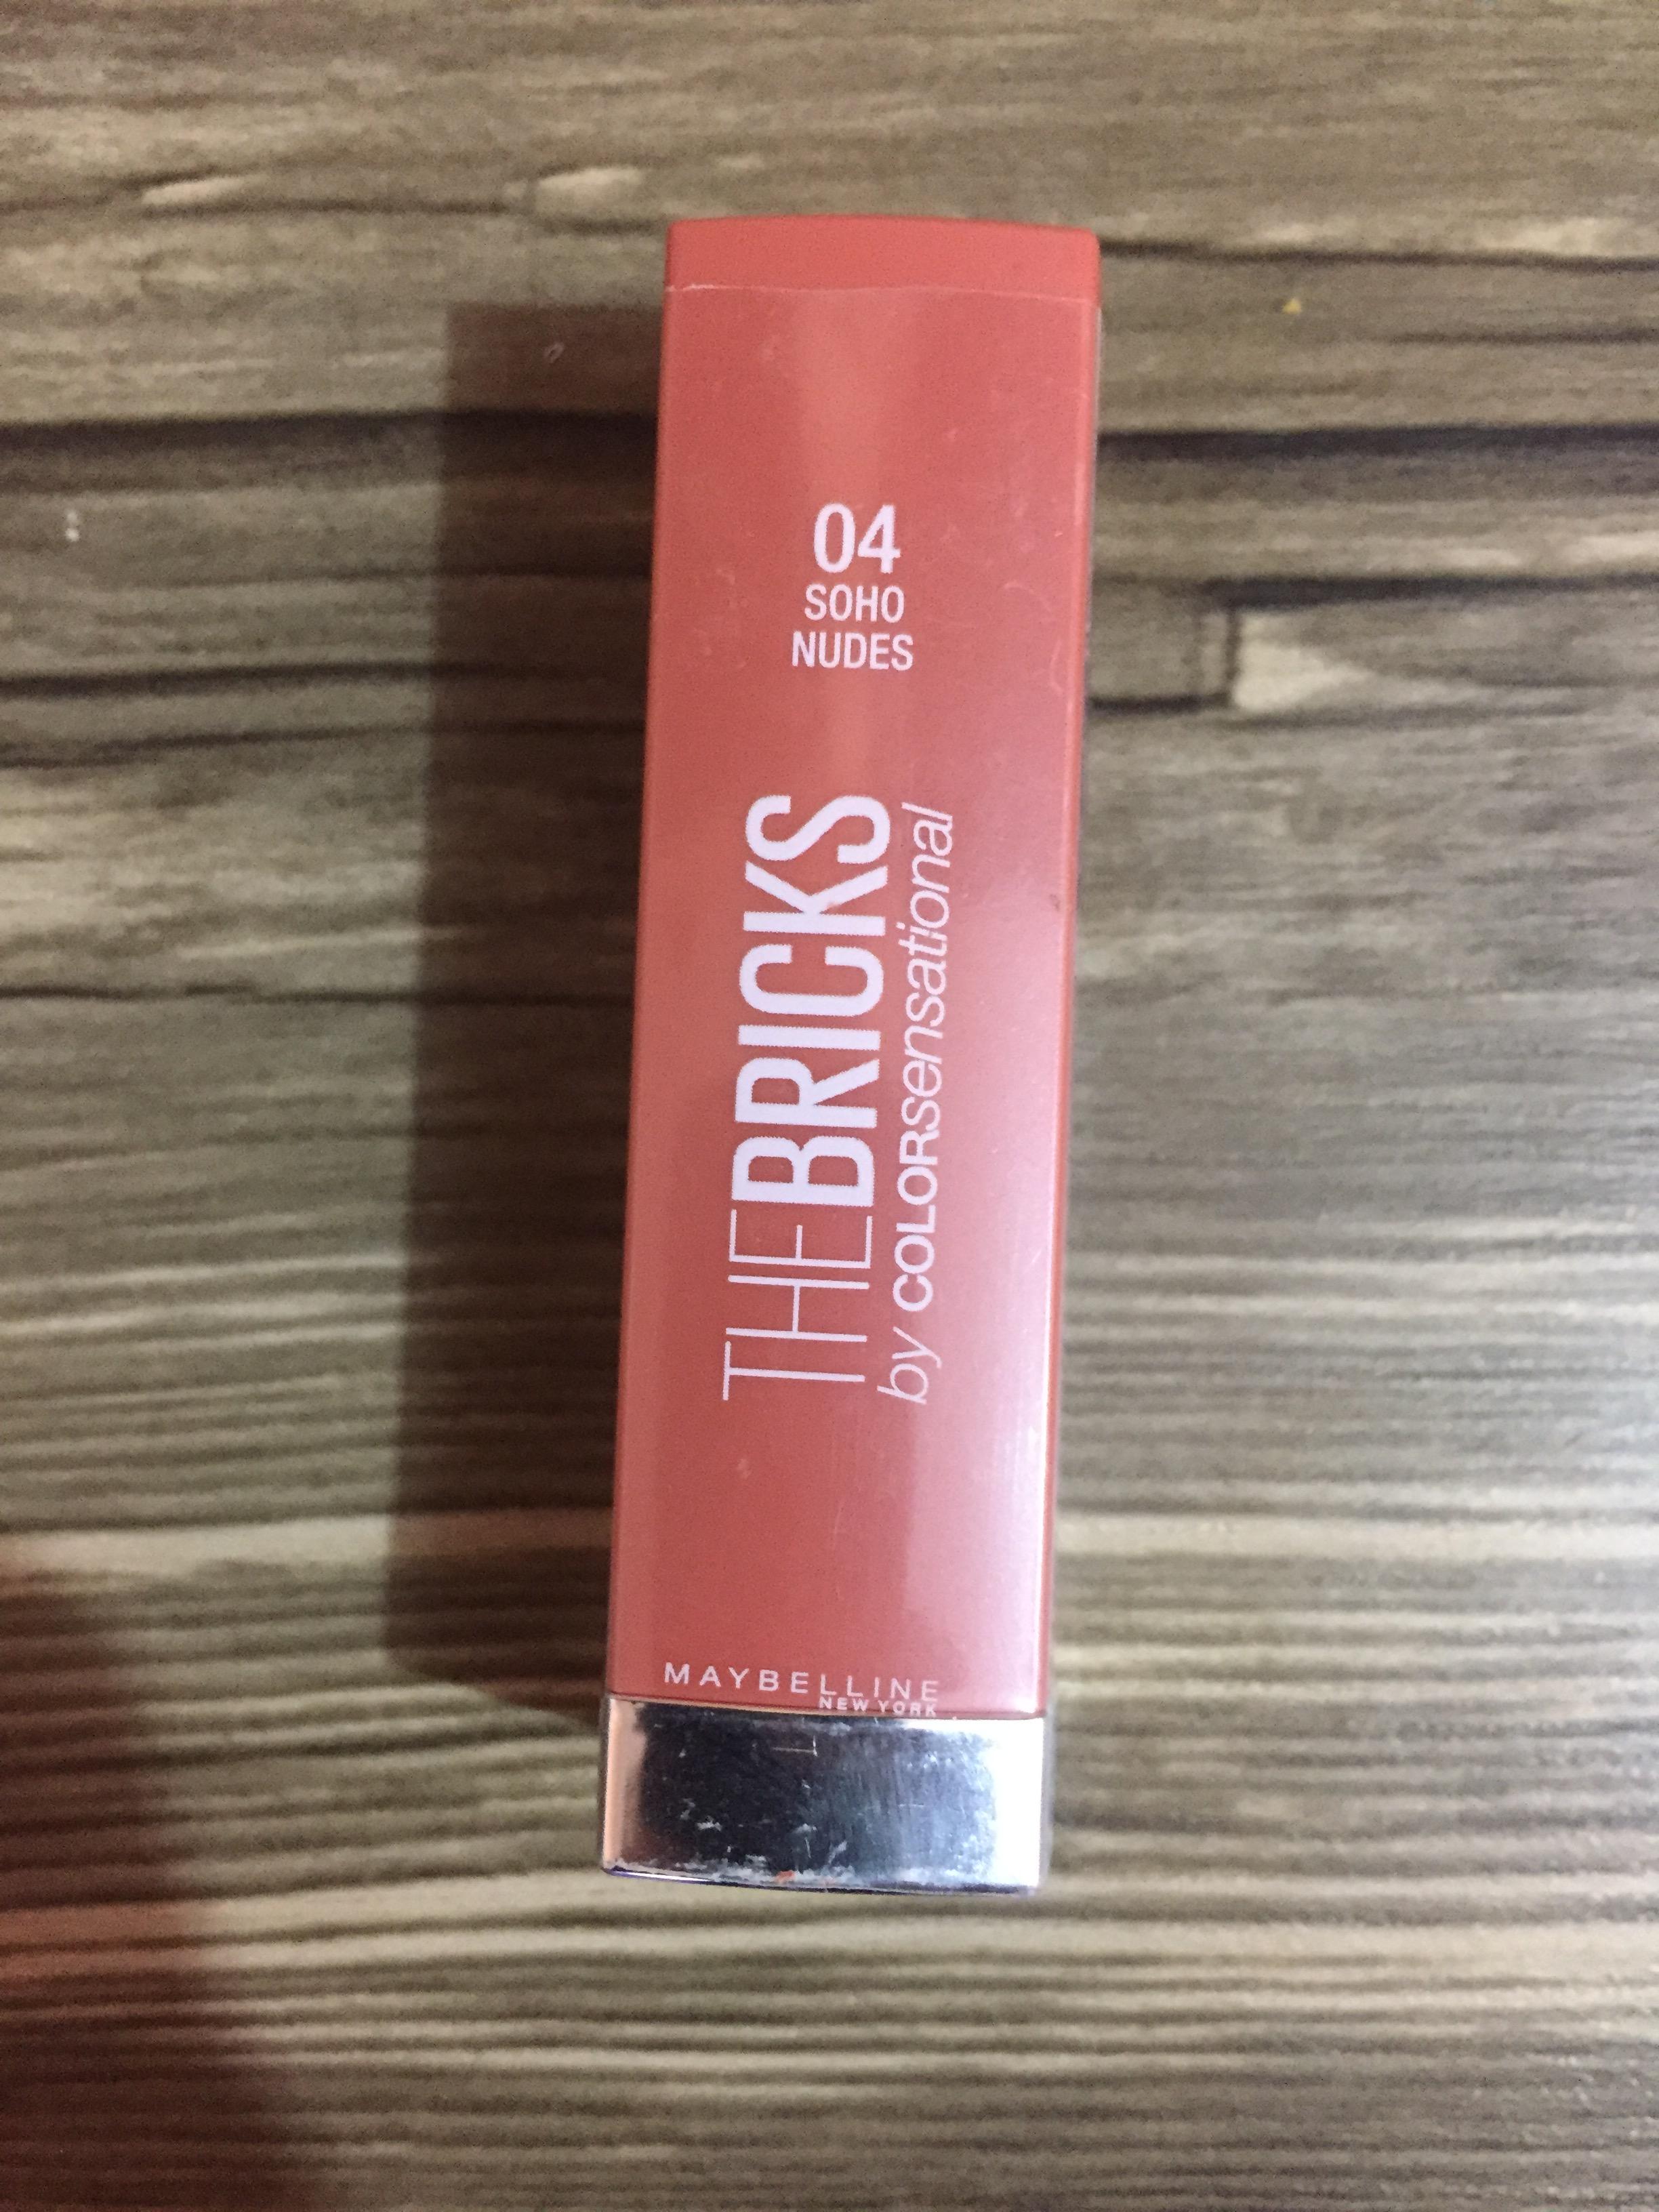 04
SOHO
NUDES
THEBRICKS
by COLORsensational
MAYBELLINE
NEW YORK